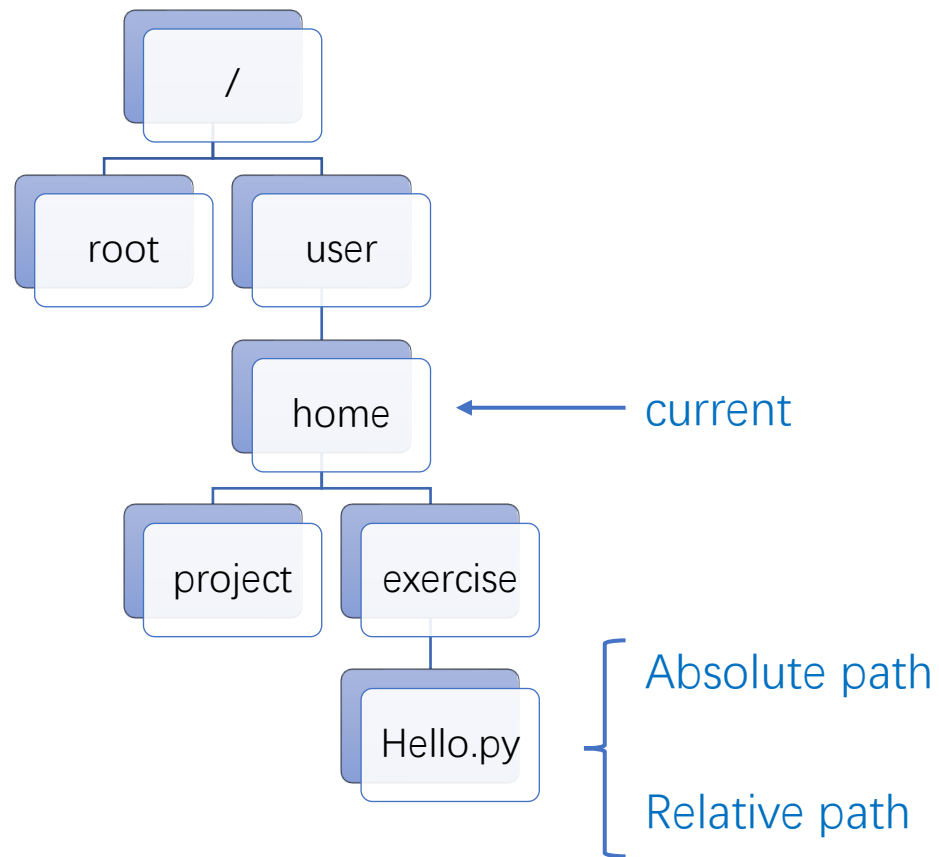 /
root
user
home
current
project
exercise
Absolute path
Hello.py
Relative path